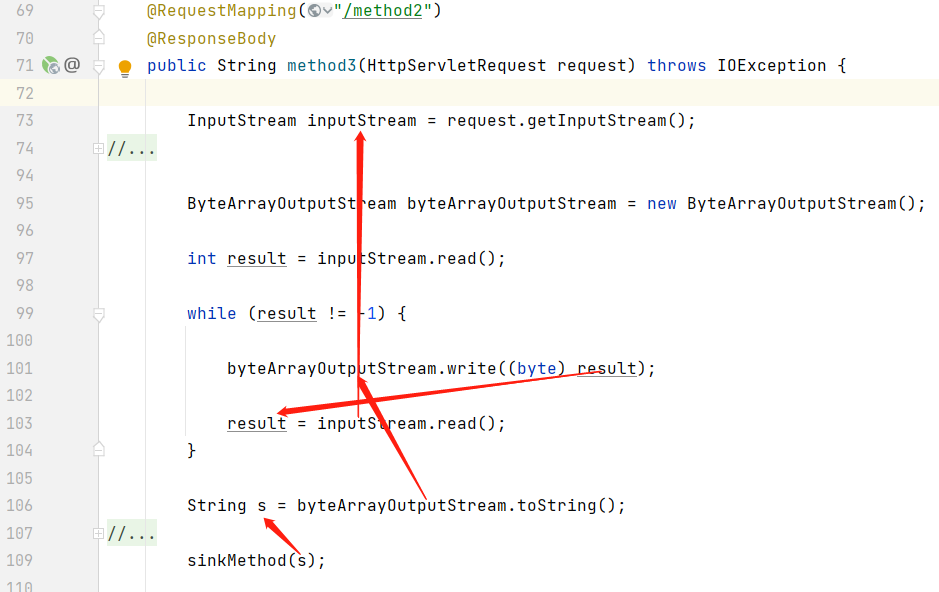 69 @RequestMapping("/method2")
70 @ResponseBody
71 @ public String method3(HttpServletRequest request) throws IOException {
72
73 InputStream inputStream = request.getInputStream();
74 //...
94
95 ByteArrayOutputStream byteArrayOutputStream = new ByteArrayOutputStream();
96
97 int result = inputStream.read();
98
99 while (result != -1) {
100
101 byteArrayOutputStream.write((byte) result);
102
103 result = inputStream.read();
104 }
105
106 String s = byteArrayOutputStream.toString();
107 //...
109 sinkMethod(s);
110